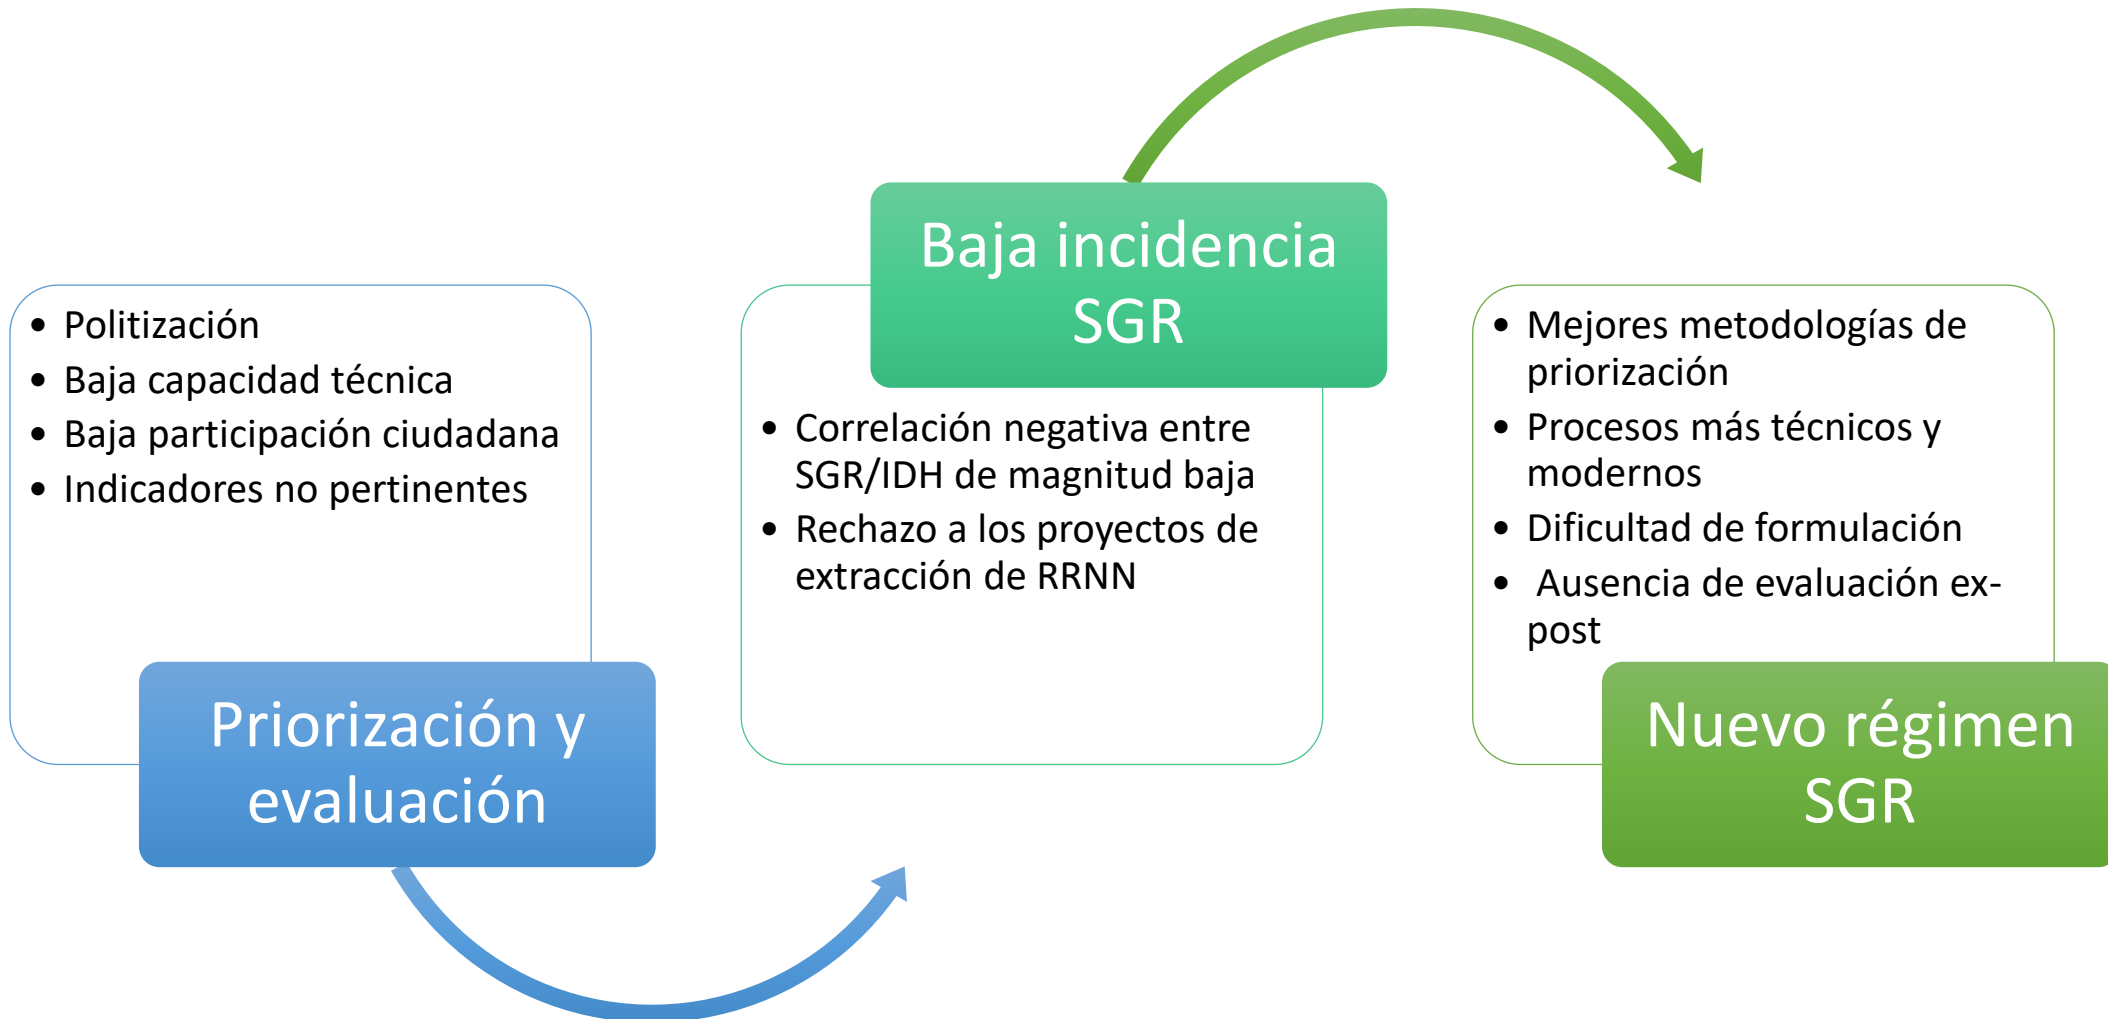 • Politización
• Baja capacidad técnica
• Baja participación ciudadana
• Indicadores no pertinentes
Priorización y
evaluación
Baja incidencia
SGR
• Correlación negativa entre
SGR/IDH de magnitud baja
• Rechazo a los proyectos de
extracción de RRNN
• Mejores metodologías de
priorización
• Procesos más técnicos y
modernos
• Dificultad de formulación
• Ausencia de evaluación ex-
post
Nuevo régimen
SGR